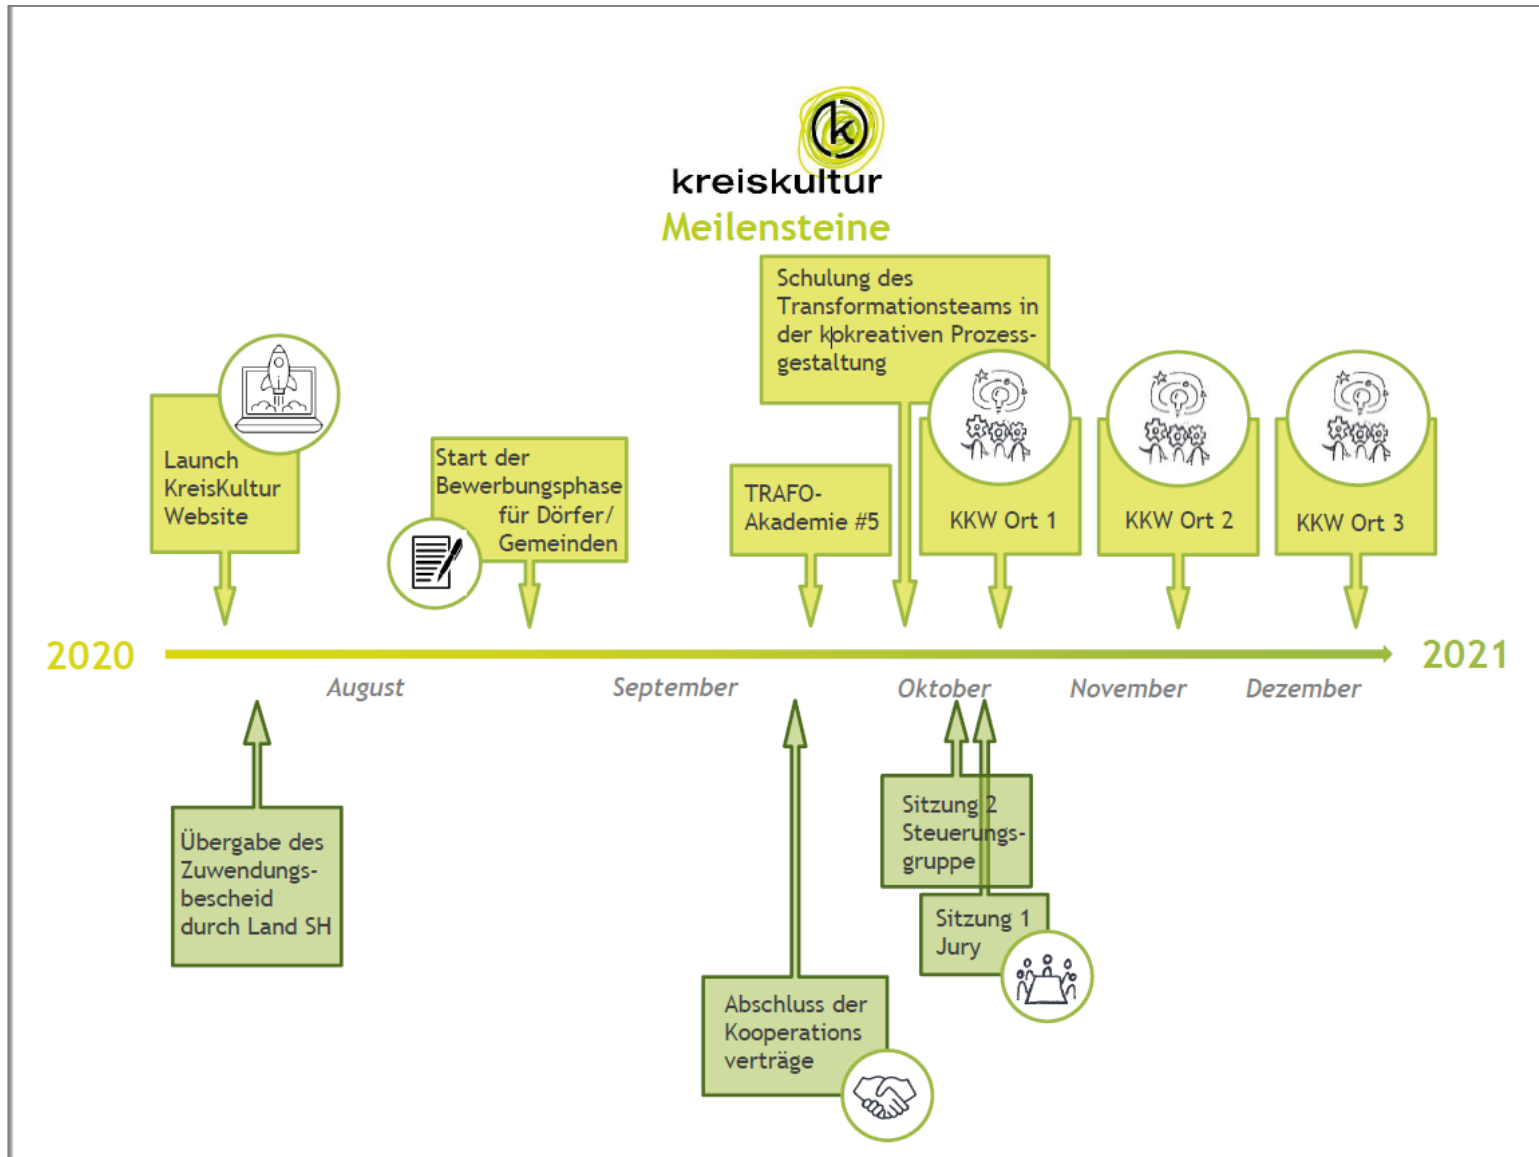 k
kreiskultur
Meilensteine
Schulung des
Transformationsteams in
der kokreativen Prozess-
gestaltung
Launch
KreisKultur
Website
Start der
Bewerbungsphase
für Dörfer/
Gemeinden
TRAFO-
Akademie #5
KKW Ort 1
KKW Ort 2
KKW Ort 3
2020
2021
August
September
Oktober
November
Dezember
Übergabe des
Zuwendungs-
bescheid
durch Land SH
Sitzung 2
Steuerungs-
gruppe
Sitzung 1
Jury
Abschluss der
Kooperations
verträge